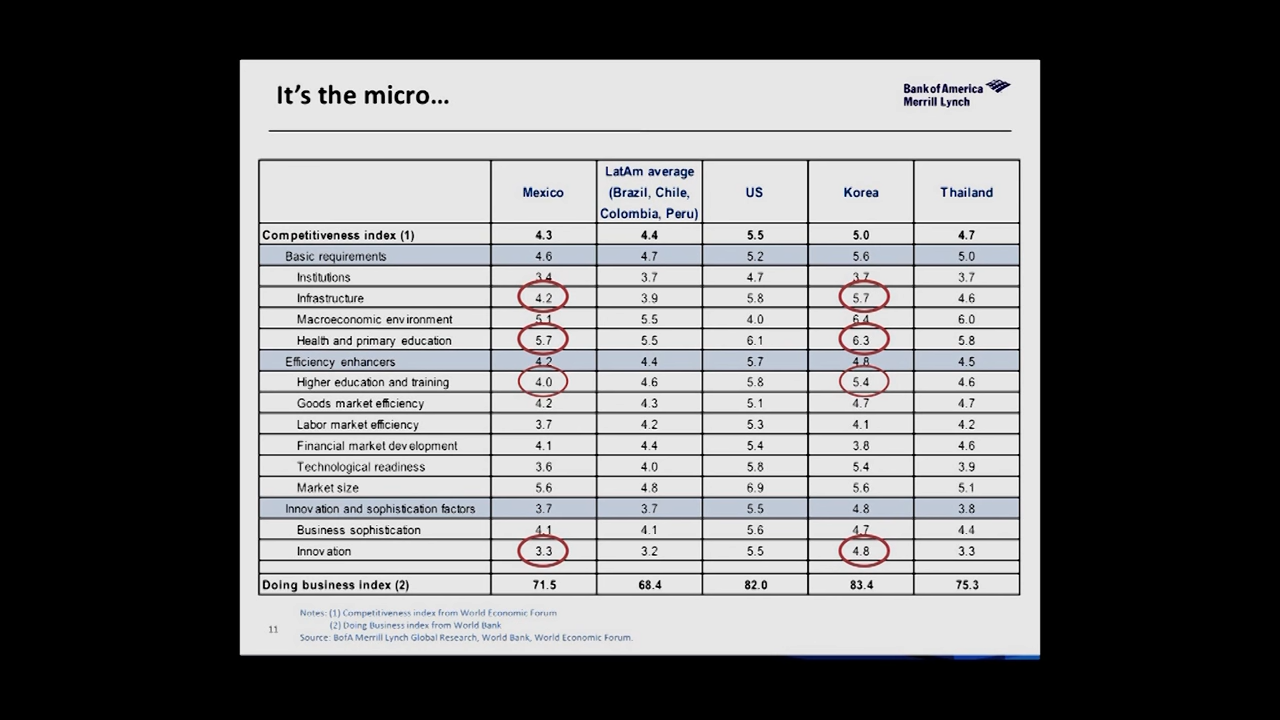 It's the micro...
Bank of America
Merrill Lynch
Mexico LatAm average (Brazil, Chile, Colombia, Peru) US Korea Thailand
Competitiveness index (1) 4.3 4.4 5.5 5.0 4.7
Basic requirements 4.6 4.7 5.2 5.6 5.0
Institutions 3.4 3.7 4.7 3.7 3.7
Infrastructure 4.2 3.9 5.8 5.7 4.6
Macroeconomic environment 5.1 5.5 4.0 6.4 6.0
Health and primary education 5.7 5.5 6.1 6.3 5.8
Efficiency enhancers 4.2 4.4 5.7 4.8 4.5
Higher education and training 4.0 4.6 5.8 5.4 4.6
Goods market efficiency 4.2 4.3 5.1 4.7 4.7
Labor market efficiency 3.7 4.2 5.3 4.1 4.2
Financial market development 4.1 4.4 5.4 3.8 4.6
Technological readiness 3.6 4.0 5.8 5.4 3.9
Market size 5.6 4.8 6.9 5.6 5.1
Innovation and sophistication factors 3.7 3.7 5.5 4.8 3.8
Business sophistication 4.1 4.1 5.6 4.7 4.4
Innovation 3.3 3.2 5.5 4.8 3.3
Doing business index (2) 71.5 68.4 82.0 83.4 75.3
Notes: (1) Competitiveness index from World Economic Forum
(2) Doing Business index from World Bank
Source: BofA Merrill Lynch Global Research, World Bank, World Economic Forum.
11